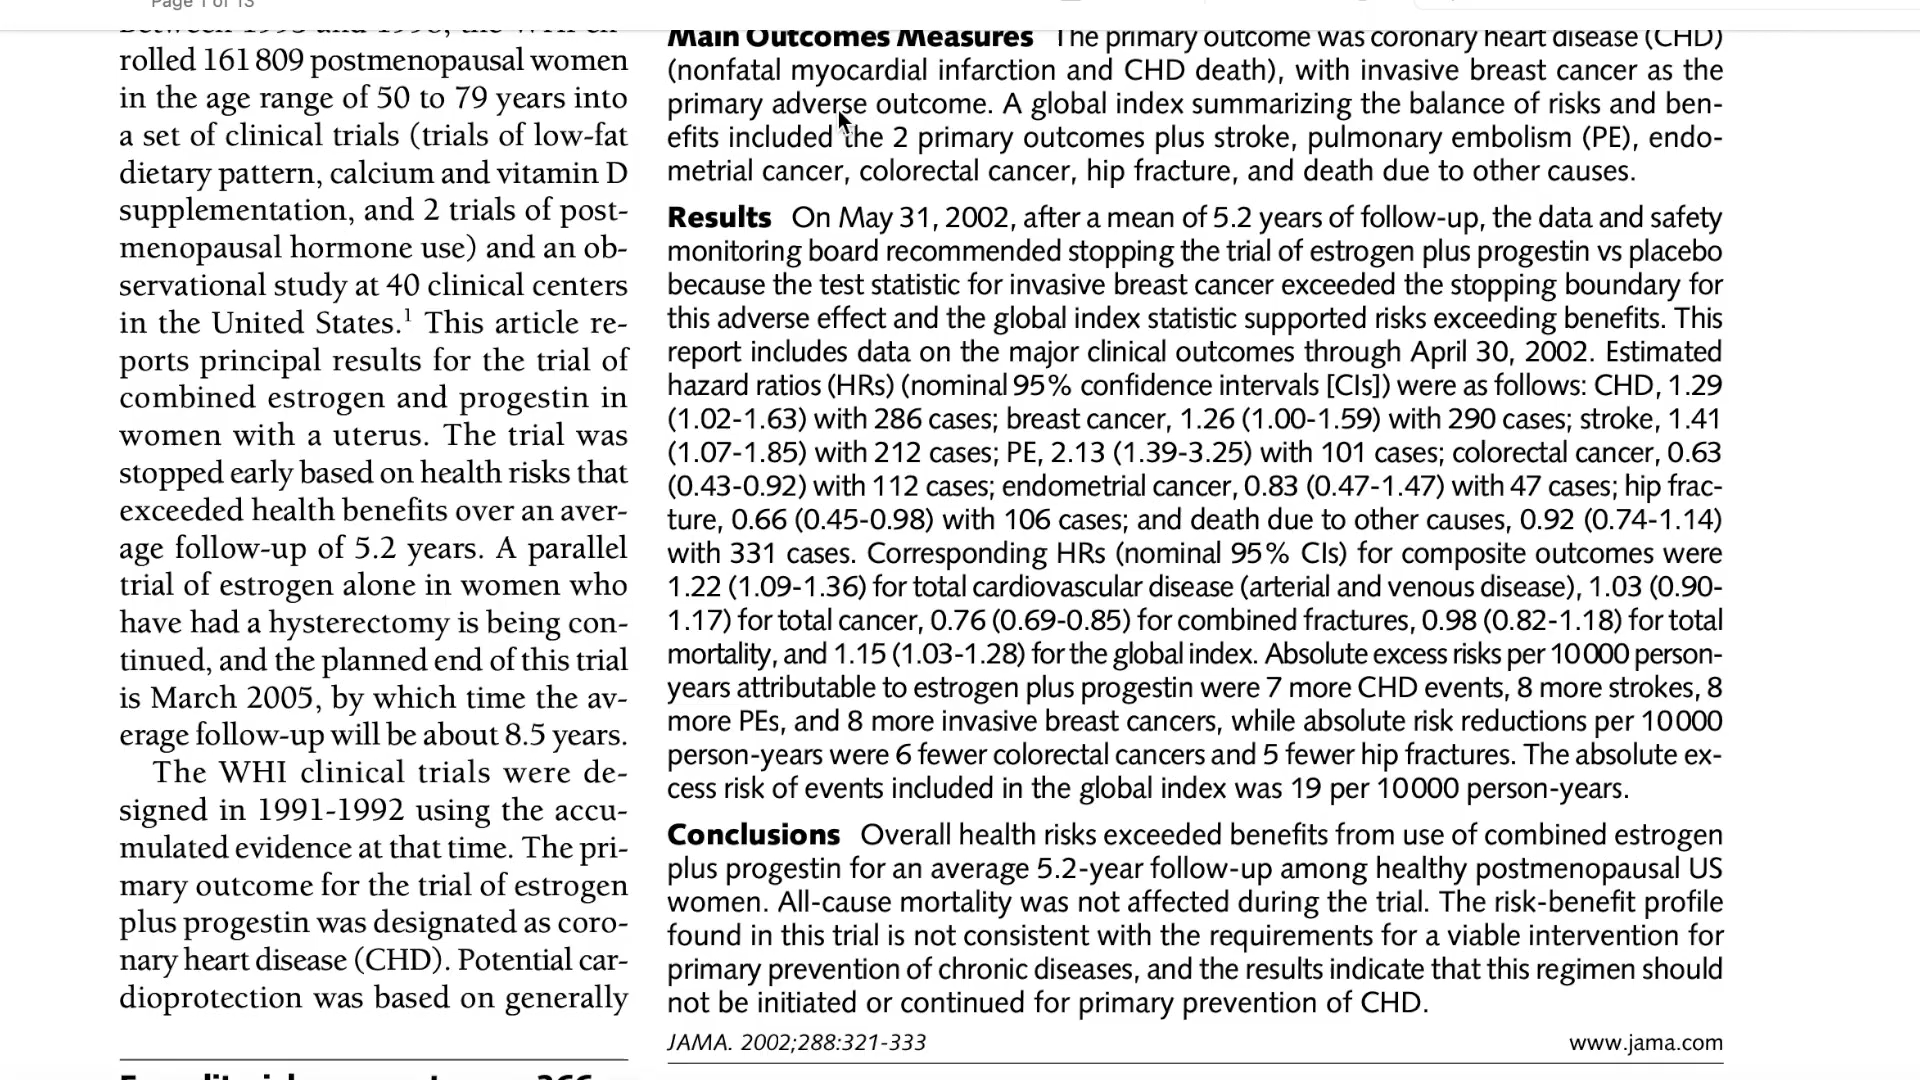 Page 1 of 13
rolled 161 809 postmenopausal women
in the age range of 50 to 79 years into
a set of clinical trials (trials of low-fat
dietary pattern, calcium and vitamin D
supplementation, and 2 trials of post-
menopausal hormone use) and an ob-
servational study at 40 clinical centers
in the United States.¹ This article re-
ports principal results for the trial of
combined estrogen and progestin in
women with a uterus. The trial was
stopped early based on health risks that
exceeded health benefits over an aver-
age follow-up of 5.2 years. A parallel
trial of estrogen alone in women who
have had a hysterectomy is being con-
tinued, and the planned end of this trial
is March 2005, by which time the av-
erage follow-up will be about 8.5 years.
The WHI clinical trials were de-
signed in 1991-1992 using the accu-
mulated evidence at that time. The pri-
mary outcome for the trial of estrogen
plus progestin was designated as coro-
nary heart disease (CHD). Potential car-
dioprotection was based on generally
Main Outcomes Measures The primary outcome was coronary heart disease (CHD)
(nonfatal myocardial infarction and CHD death), with invasive breast cancer as the
primary adverse outcome. A global index summarizing the balance of risks and ben-
efits included the 2 primary outcomes plus stroke, pulmonary embolism (PE), endo-
metrial cancer, colorectal cancer, hip fracture, and death due to other causes.
Results On May 31, 2002, after a mean of 5.2 years of follow-up, the data and safety
monitoring board recommended stopping the trial of estrogen plus progestin vs placebo
because the test statistic for invasive breast cancer exceeded the stopping boundary for
this adverse effect and the global index statistic supported risks exceeding benefits. This
report includes data on the major clinical outcomes through April 30, 2002. Estimated
hazard ratios (HRs) (nominal 95% confidence intervals [CIs]) were as follows: CHD, 1.29
(1.02-1.63) with 286 cases; breast cancer, 1.26 (1.00-1.59) with 290 cases; stroke, 1.41
(1.07-1.85) with 212 cases; PE, 2.13 (1.39-3.25) with 101 cases; colorectal cancer, 0.63
(0.43-0.92) with 112 cases; endometrial cancer, 0.83 (0.47-1.47) with 47 cases; hip frac-
ture, 0.66 (0.45-0.98) with 106 cases; and death due to other causes, 0.92 (0.74-1.14)
with 331 cases. Corresponding HRs (nominal 95% CIs) for composite outcomes were
1.22 (1.09-1.36) for total cardiovascular disease (arterial and venous disease), 1.03 (0.90-
1.17) for total cancer, 0.76 (0.69-0.85) for combined fractures, 0.98 (0.82-1.18) for total
mortality, and 1.15 (1.03-1.28) for the global index. Absolute excess risks per 10 000 person-
years attributable to estrogen plus progestin were 7 more CHD events, 8 more strokes, 8
more PEs, and 8 more invasive breast cancers, while absolute risk reductions per 10 000
person-years were 6 fewer colorectal cancers and 5 fewer hip fractures. The absolute ex-
cess risk of events included in the global index was 19 per 10 000 person-years.
Conclusions Overall health risks exceeded benefits from use of combined estrogen
plus progestin for an average 5.2-year follow-up among healthy postmenopausal US
women. All-cause mortality was not affected during the trial. The risk-benefit profile
found in this trial is not consistent with the requirements for a viable intervention for
primary prevention of chronic diseases, and the results indicate that this regimen should
not be initiated or continued for primary prevention of CHD.
JAMA. 2002;288:321-333
www.jama.com